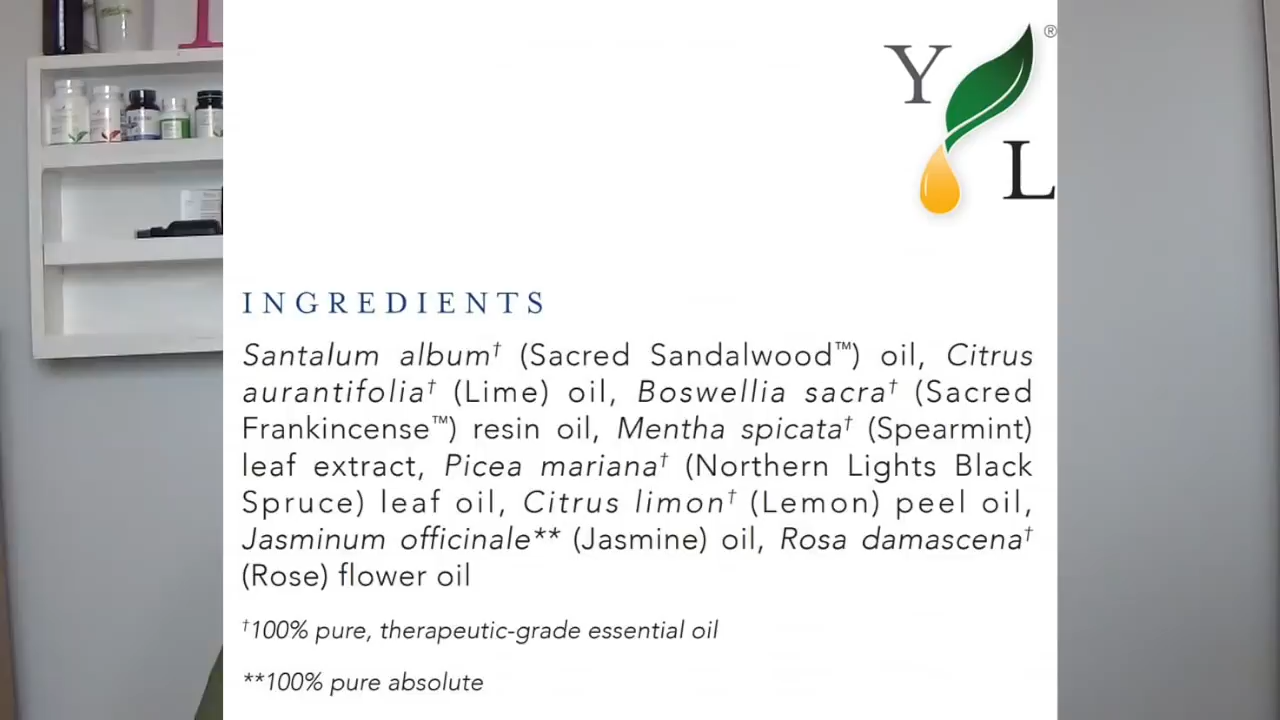 Y L ®
INGREDIENTS
Santalum album† (Sacred Sandalwood™) oil, Citrus
aurantifolia† (Lime) oil, Boswellia sacra† (Sacred
Frankincense™) resin oil, Mentha spicata† (Spearmint)
leaf extract, Picea mariana† (Northern Lights Black
Spruce) leaf oil, Citrus limon† (Lemon) peel oil,
Jasminum officinale** (Jasmine) oil, Rosa damascena†
(Rose) flower oil
†100% pure, therapeutic-grade essential oil
**100% pure absolute